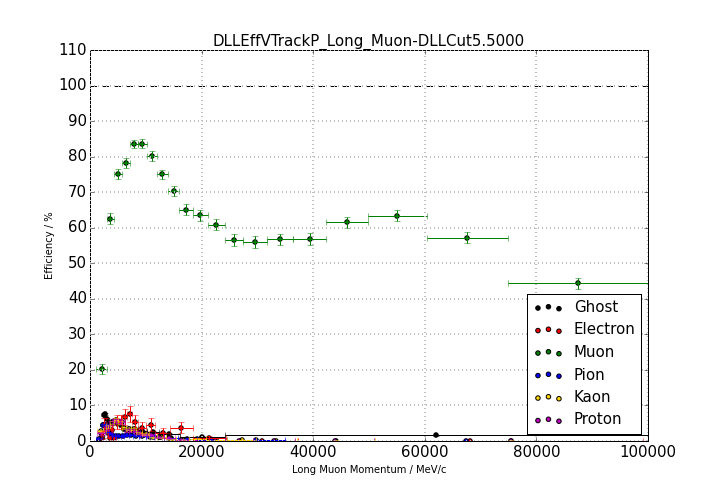 DLLEffVTrackP_Long_Muon-DLLCut5.5000
110
100
90
80
70
60
50
40
30
20
10
0
Efficiency / %
Ghost
Electron
Muon
Pion
Kaon
Proton
0 20000 40000 60000 80000 100000
Long Muon Momentum / MeV/c